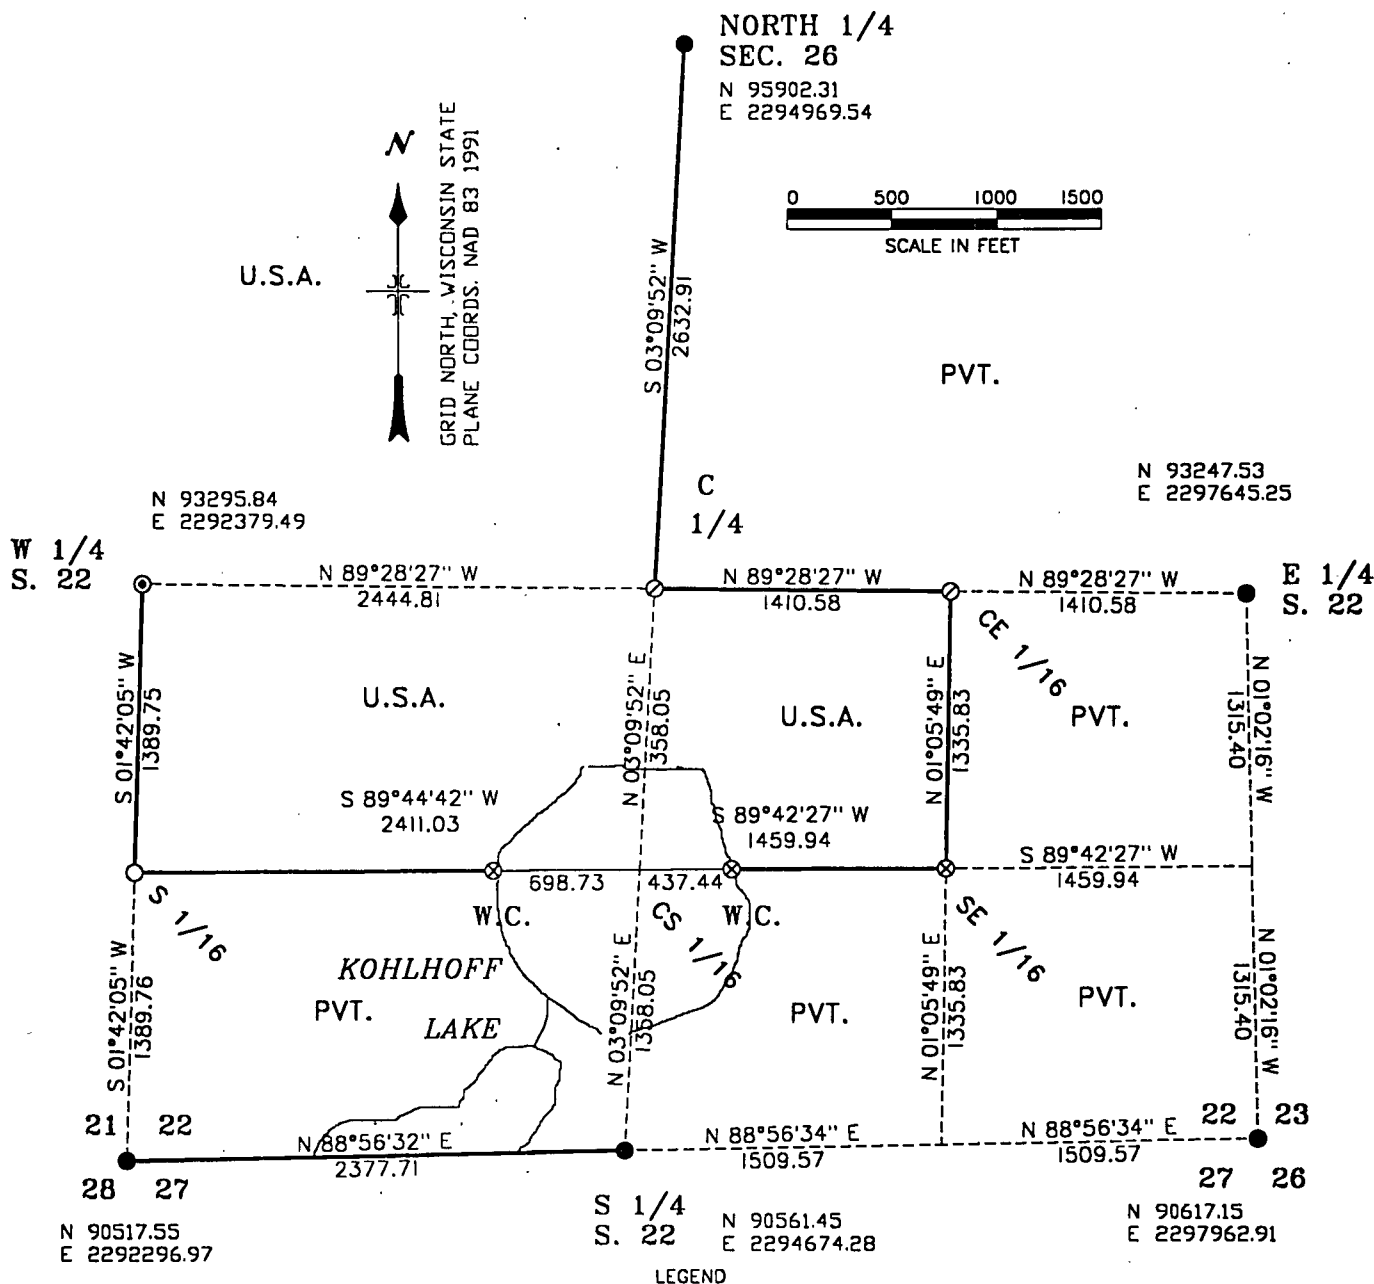 NORTH 1/4
SEC. 26
N 95902.31
E 2294969.54
N
GRID NORTH, WISCONSIN STATE
PLANE COORDS. NAD 83 1991
0 500 1000 1500
SCALE IN FEET
U.S.A.
S 03°09'52" W
2632.91
PVT.
N 93295.84
E 2292379.49
C
1/4
N 93247.53
E 2297645.25
W 1/4
S. 22
N 89°28'27" W
2444.81
N 89°28'27" W
1410.58
N 89°28'27" W
1410.58
E 1/4
S. 22
CE 1/16
S 01°42'05" W
1389.75
U.S.A.
N 03°09'52" E
1358.05
U.S.A.
N 01°05'49" E
1335.83
PVT.
N 01°02'16" W
1315.40
S 89°44'42" W
2411.03
S 89°42'27" W
1459.94
S 89°42'27" W
1459.94
698.73
437.44
S 1/16
W.C.
CS 1/16
W.C.
SE 1/16
S 01°42'05" W
1389.76
KOHLHOFF
LAKE
PVT.
N 03°09'52" E
1358.05
PVT.
N 01°05'49" E
1335.83
PVT.
N 01°02'16" W
1315.40
21 22
N 88°56'32" E
2377.71
N 88°56'34" E
1509.57
N 88°56'34" E
1509.57
22 23
28 27
27 26
N 90517.55
E 2292296.97
S 1/4
S. 22
N 90561.45
E 2294674.28
N 90617.15
E 2297962.91
LEGEND